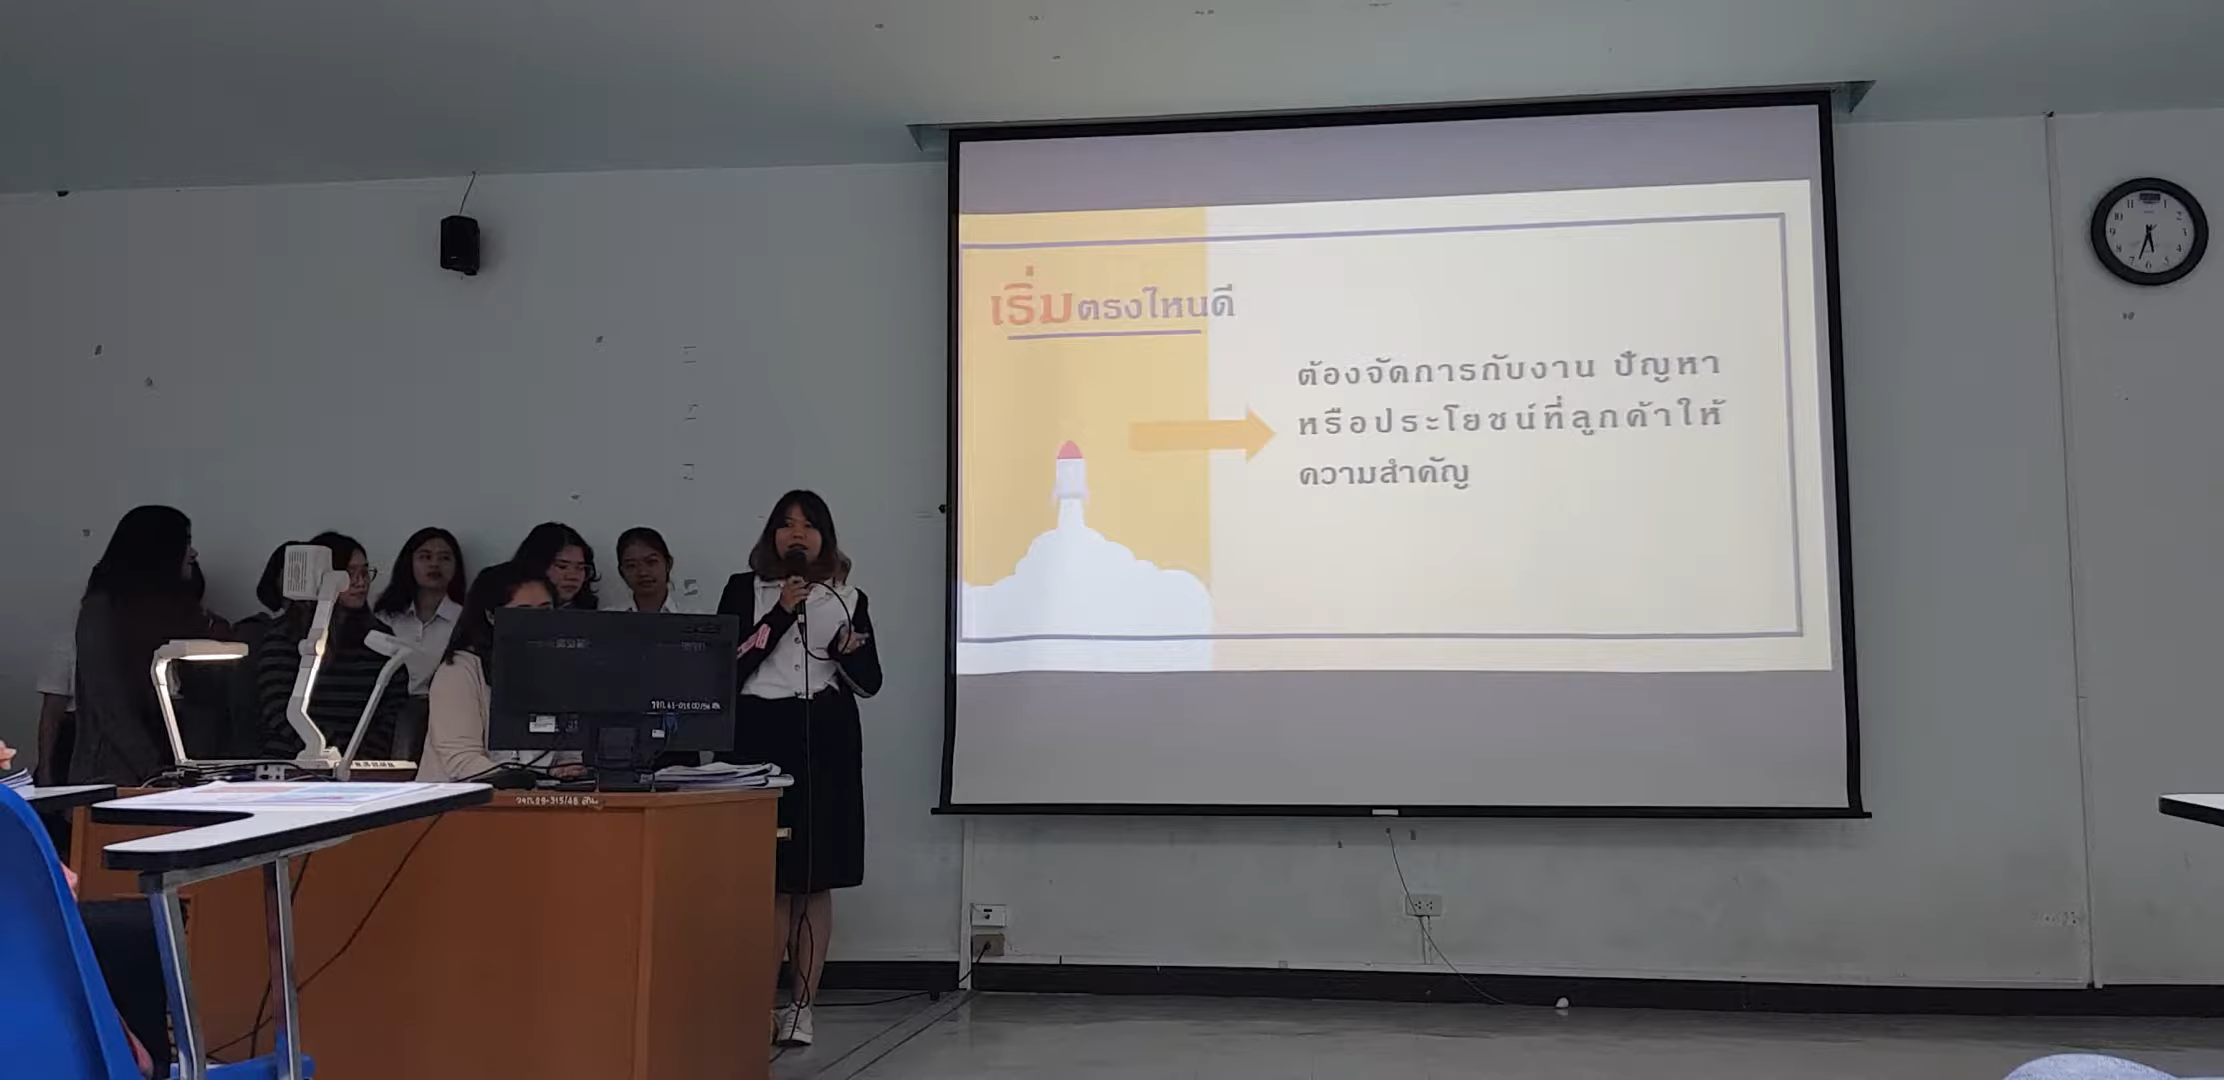 เริ่มตรงไหนดี
ต้องจัดการกับงาน ปัญหา
หรือประโยชน์ที่ลูกค้าให้
ความสำคัญ